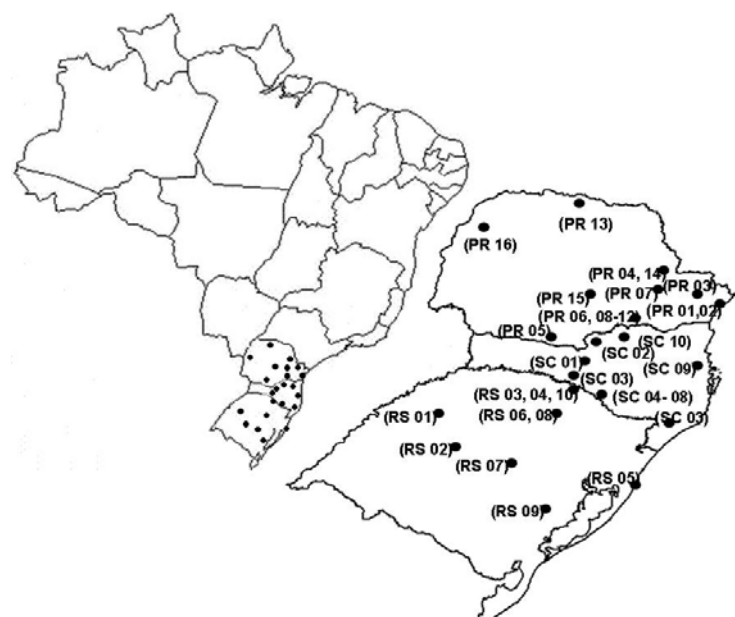 (PR 13)
(PR 16)
(PR 04, 14)
(PR 03)
(PR 15)
(PR 07)
(PR 06, 08-12)
(PR 01,02)
(PR 05)
(SC 10)
(SC 02)
(SC 01)
(SC 09)
(SC 03)
(RS 03, 04, 10)
(SC 04- 08)
(RS 01)
(RS 06, 08)
(SC 03)
(RS 02)
(RS 07)
(RS 05)
(RS 09)